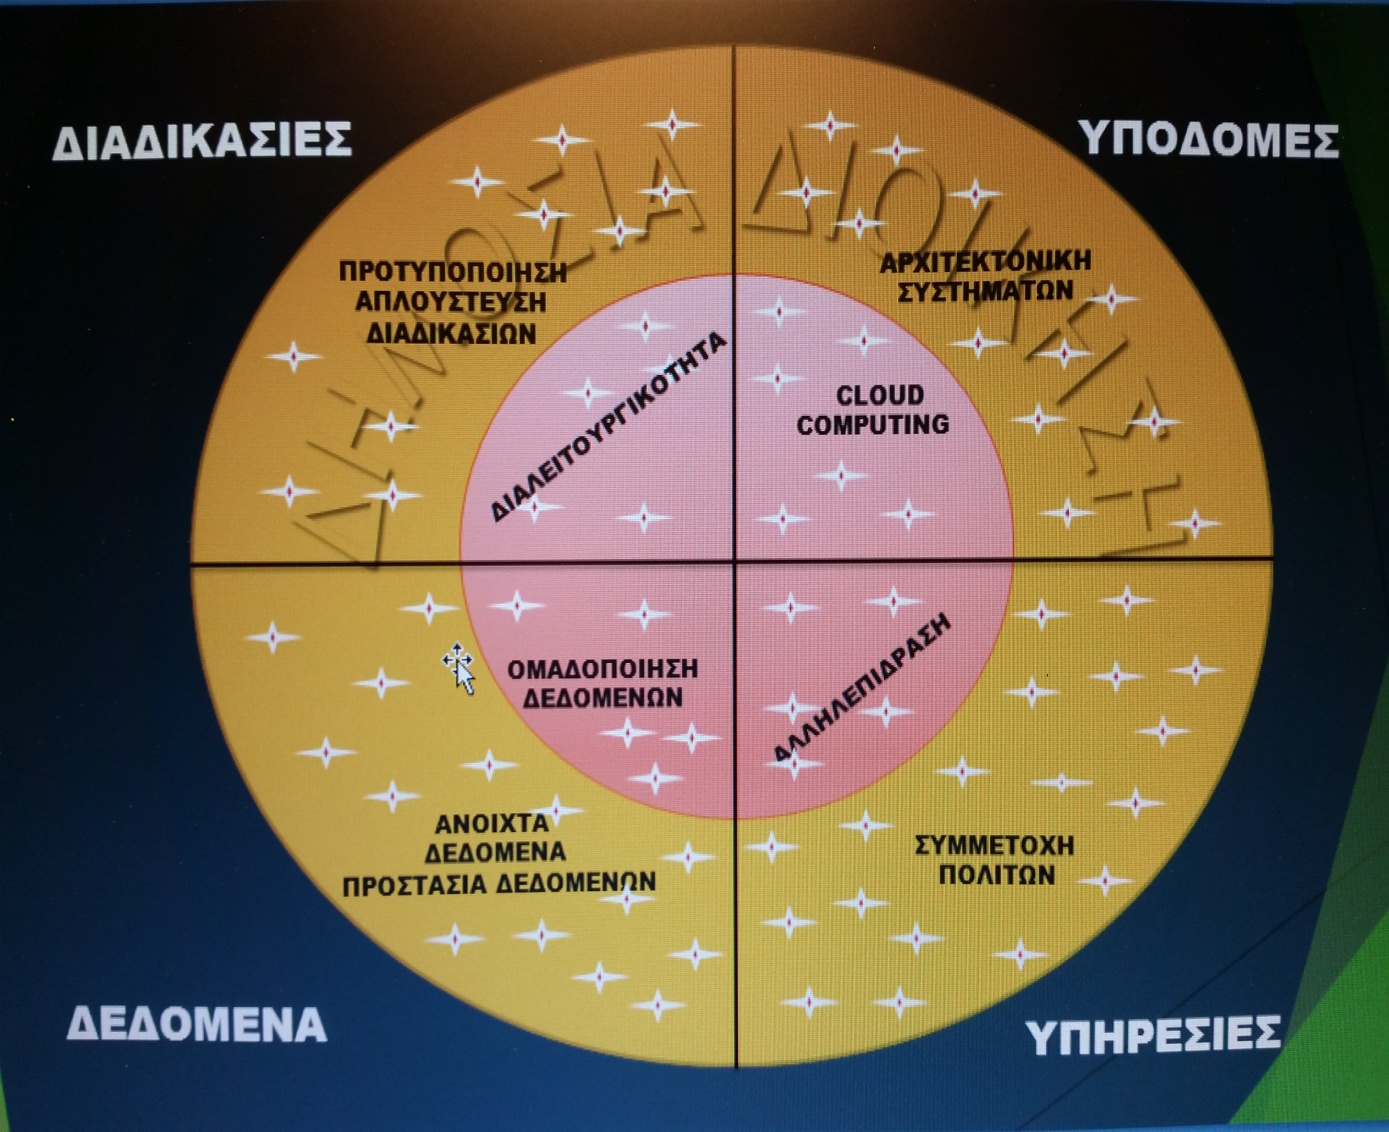 ΔΙΑΔΙΚΑΣΙΕΣ
ΥΠΟΔΟΜΕΣ
ΔΗΜΟΣΙΑ ΔΙΟΙΚΗΣΗ
ΠΡΟΤΥΠΟΠΟΙΗΣΗ
ΑΠΛΟΥΣΤΕΥΣΗ
ΔΙΑΔΙΚΑΣΙΩΝ
ΑΡΧΙΤΕΚΤΟΝΙΚΗ
ΣΥΣΤΗΜΑΤΩΝ
ΔΙΑΛΕΙΤΟΥΡΓΙΚΟΤΗΤΑ
CLOUD
COMPUTING
ΟΜΑΔΟΠΟΙΗΣΗ
ΔΕΔΟΜΕΝΩΝ
ΑΛΛΗΛΕΠΙΔΡΑΣΗ
ΑΝΟΙΧΤΑ
ΔΕΔΟΜΕΝΑ
ΠΡΟΣΤΑΣΙΑ ΔΕΔΟΜΕΝΩΝ
ΣΥΜΜΕΤΟΧΗ
ΠΟΛΙΤΩΝ
ΔΕΔΟΜΕΝΑ
ΥΠΗΡΕΣΙΕΣ